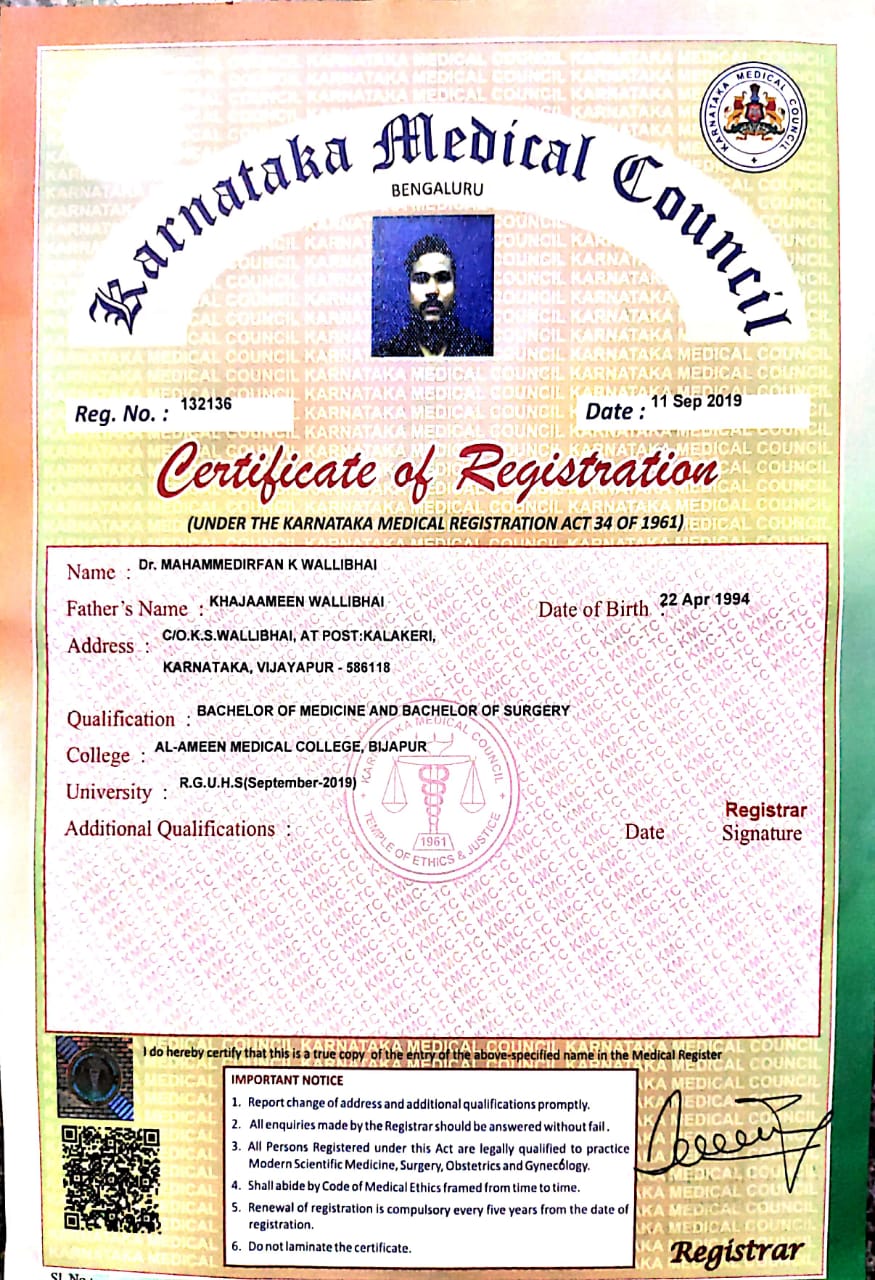 KARNATAKA MEDICAL COUNCIL
Karnataka Medical Council
BENGALURU
Reg. No. : 132136
Date : 11 Sep 2019
Certificate of Registration
(UNDER THE KARNATAKA MEDICAL REGISTRATION ACT 34 OF 1961)
Name : Dr. MAHAMMEDIRFAN K WALLIBHAI
Father's Name : KHAJAAMEEN WALLIBHAI
Date of Birth : 22 Apr 1994
Address : C/O.K.S.WALLIBHAI, AT POST:KALAKERI,
KARNATAKA, VIJAYAPUR - 586118
Qualification : BACHELOR OF MEDICINE AND BACHELOR OF SURGERY
College : AL-AMEEN MEDICAL COLLEGE, BIJAPUR
University : R.G.U.H.S(September-2019)
KARNATAKA MEDICAL COUNCIL
1961
TEMPLE OF ETHICS & JUSTICE
Additional Qualifications :
Date
Registrar
Signature
I do hereby certify that this is a true copy of the entry of the above-specified name in the Medical Register
IMPORTANT NOTICE
1. Report change of address and additional qualifications promptly.
2. All enquiries made by the Registrar should be answered without fail.
3. All Persons Registered under this Act are legally qualified to practice
Modern Scientific Medicine, Surgery, Obstetrics and Gynecology.
4. Shall abide by Code of Medical Ethics framed from time to time.
5. Renewal of registration is compulsory every five years from the date of
registration.
6. Do not laminate the certificate.
Registrar
Sl. No.: